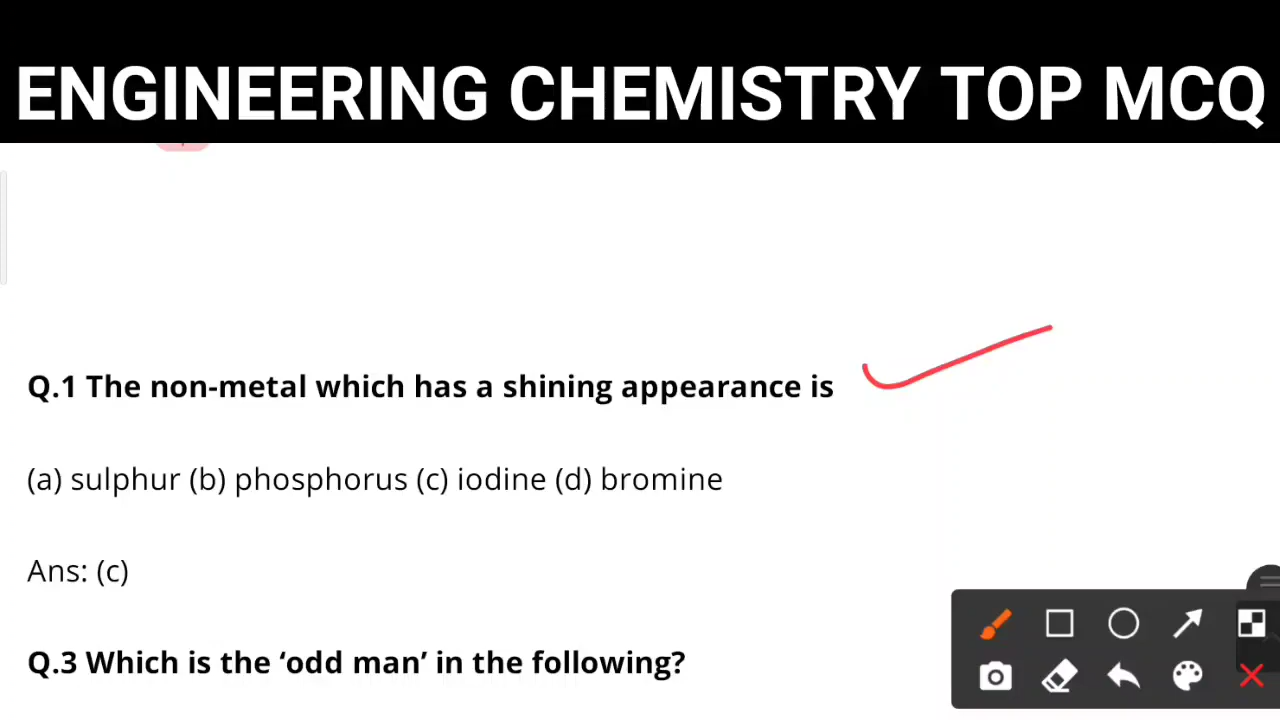 ENGINEERING CHEMISTRY TOP MCQ
Q.1 The non-metal which has a shining appearance is
(a) sulphur (b) phosphorus (c) iodine (d) bromine
Ans: (c)
Q.3 Which is the ‘odd man’ in the following?